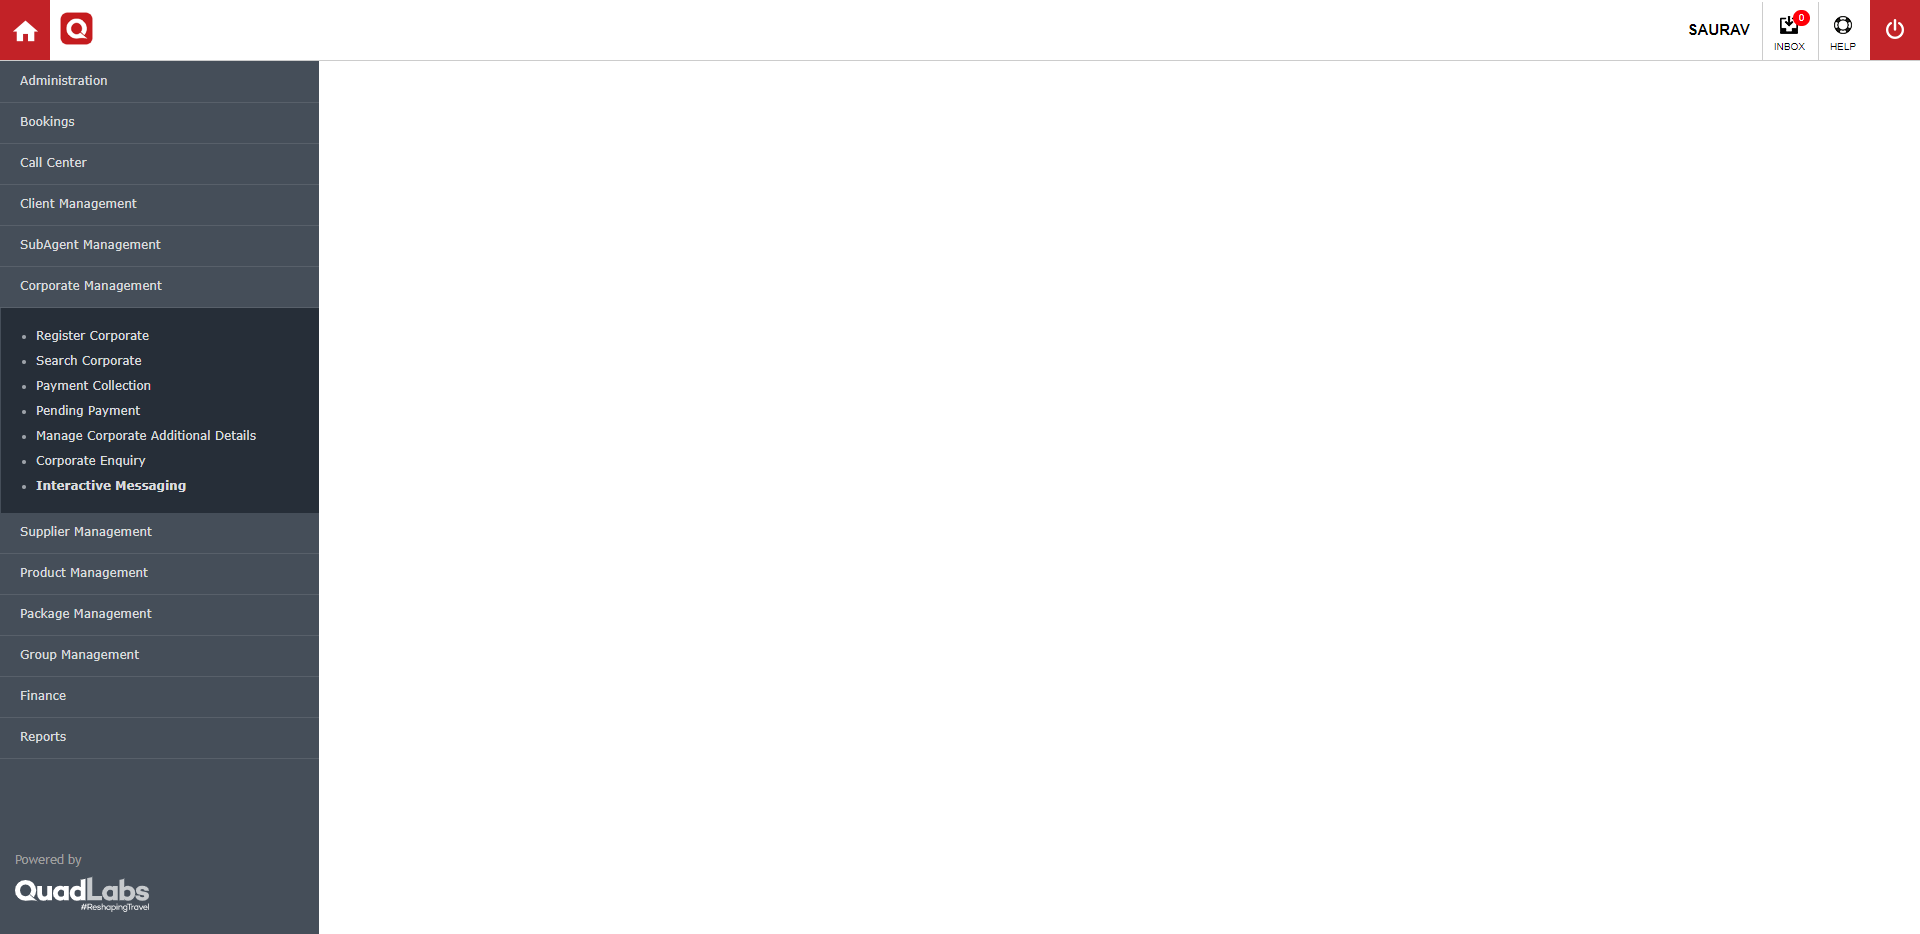 SAURAV
0
INBOX
HELP
Administration
Bookings
Call Center
Client Management
SubAgent Management
Corporate Management
Register Corporate
Search Corporate
Payment Collection
Pending Payment
Manage Corporate Additional Details
Corporate Enquiry
Interactive Messaging
Supplier Management
Product Management
Package Management
Group Management
Finance
Reports
Powered by
QuadLabs
#ReshapingTravel